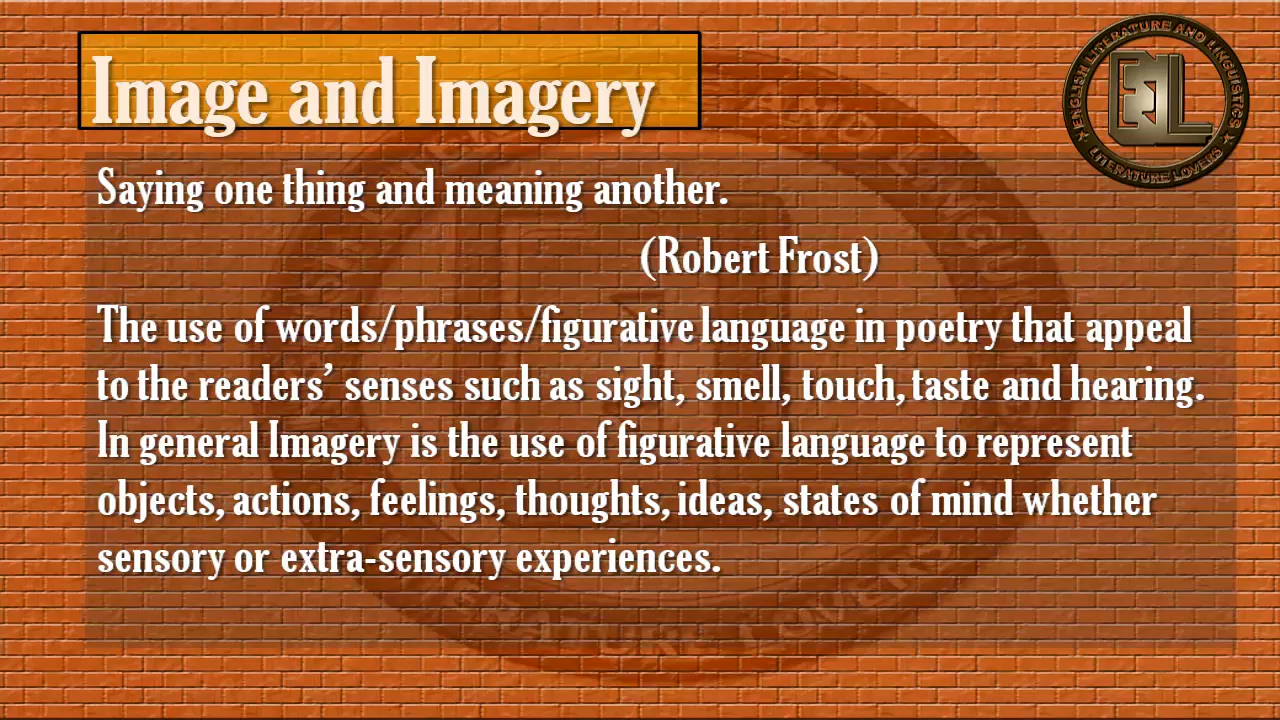 Image and Imagery
ENGLISH LITERATURE AND LINGUISTICS
LITERATURE LOVERS
Saying one thing and meaning another.
(Robert Frost)
The use of words/phrases/figurative language in poetry that appeal
to the readers’ senses such as sight, smell, touch, taste and hearing.
In general Imagery is the use of figurative language to represent
objects, actions, feelings, thoughts, ideas, states of mind whether
sensory or extra-sensory experiences.